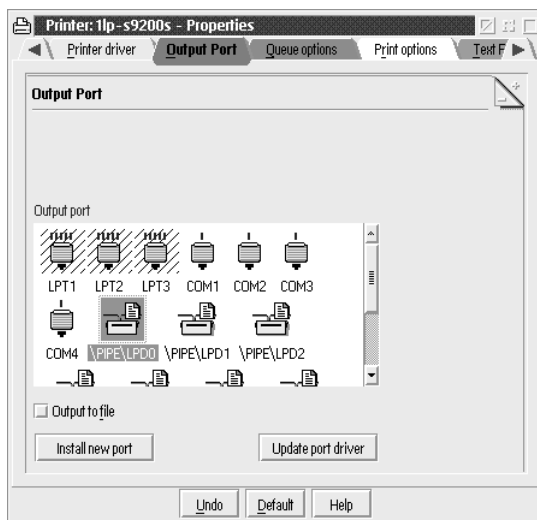 Printer: 1lp-s9200s - Properties
Printer driver Output Port Queue options Print options Text F
Output Port
Output port
LPT1 LPT2 LPT3 COM1 COM2 COM3
COM4 \PIPE\LPD0 \PIPE\LPD1 \PIPE\LPD2
Output to file
Install new port Update port driver
Undo Default Help